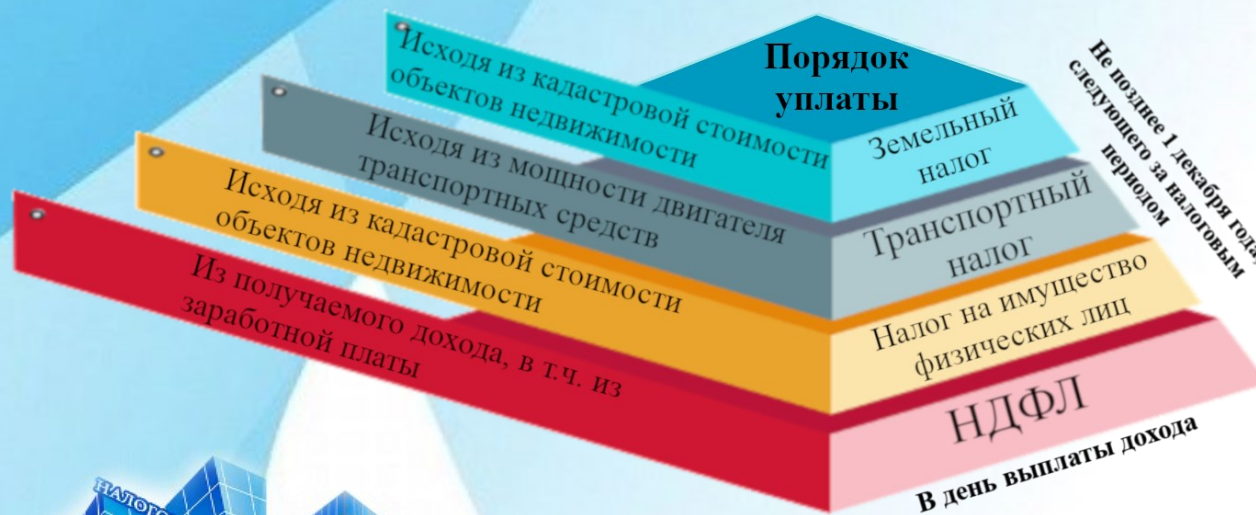 Порядок
уплаты
Исходя из кадастровой стоимости
объектов недвижимости
Земельный
налог
Исходя из мощности двигателя
транспортных средств
Транспортный
налог
Исходя из кадастровой стоимости
объектов недвижимости
Налог на имущество
физических лиц
Из получаемого дохода, в т.ч. из
заработной платы
НДФЛ
Не позднее 1 декабря года,
следующего за налоговым
периодом
В день выплаты дохода